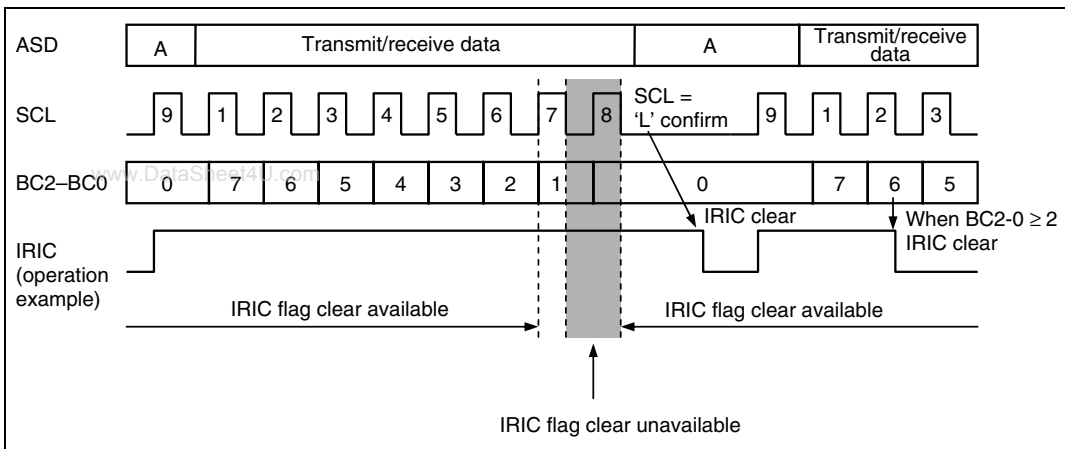 ASD
A
Transmit/receive data
A
Transmit/receive
data
SCL
9 1 2 3 4 5 6 7 8
SCL =
'L' confirm
9 1 2 3
www.DataSheet4U.com
BC2–BC0
0 7 6 5 4 3 2 1 0 7 6 5
IRIC
(operation
example)
IRIC clear
When BC2-0 ≥ 2
IRIC clear
IRIC flag clear available
IRIC flag clear available
IRIC flag clear unavailable